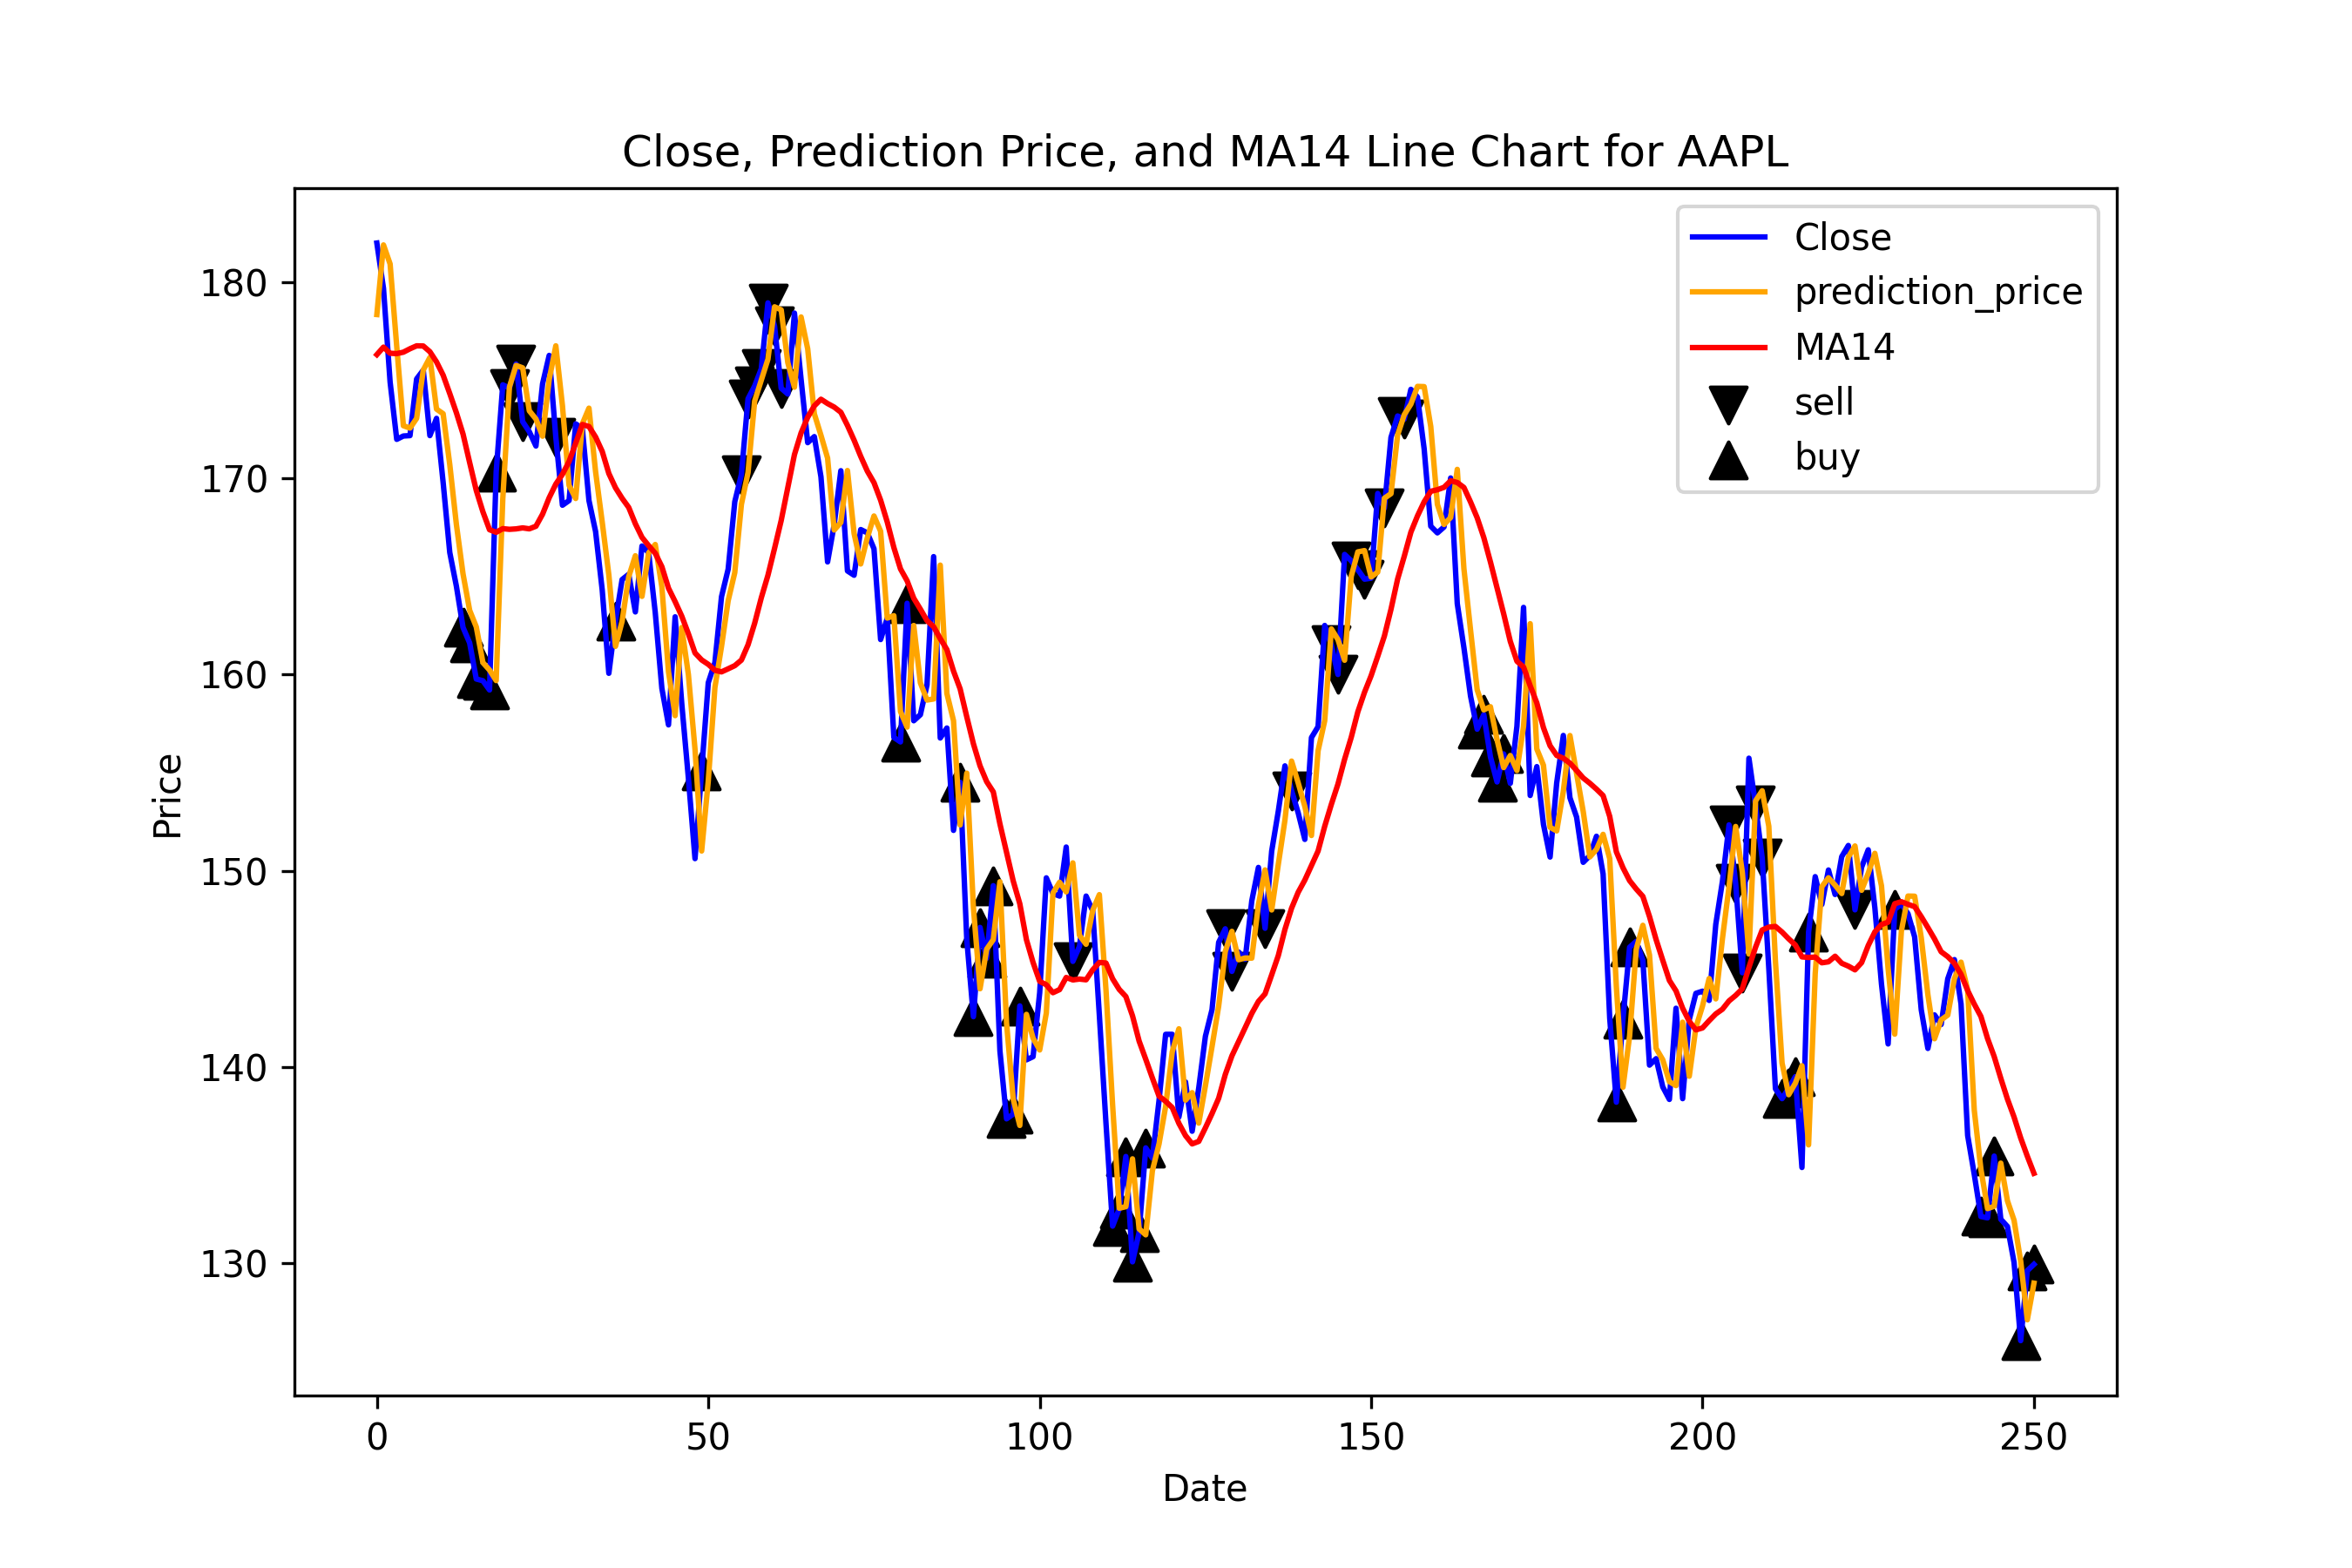 Close, Prediction Price, and MA14 Line Chart for AAPL
Close
prediction_price
MA14
sell
buy
Price
180
170
160
150
140
130
0 50 100 150 200 250
Date